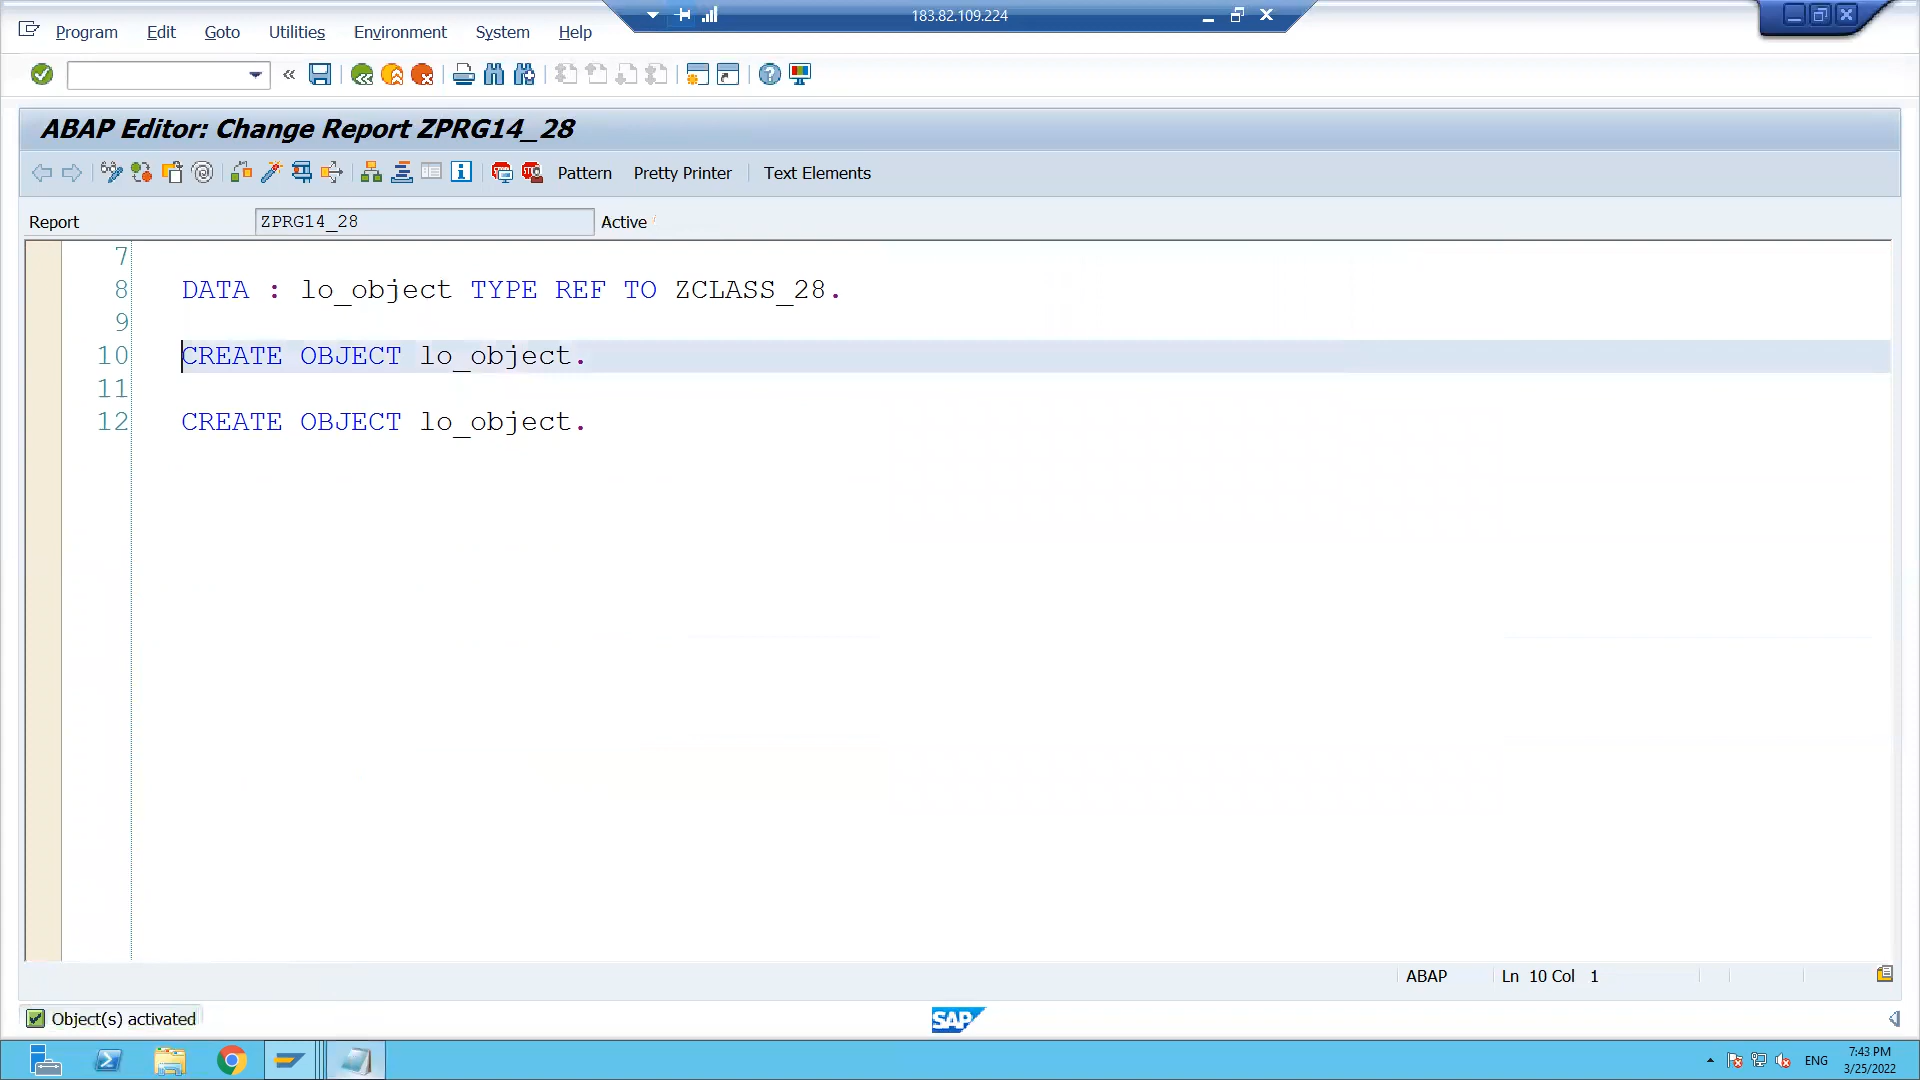 183.82.109.224
Program Edit Goto Utilities Environment System Help
ABAP Editor: Change Report ZPRG14_28
Pattern Pretty Printer Text Elements
Report ZPRG14_28 Active
7
8 DATA : lo_object TYPE REF TO ZCLASS_28.
9
10 CREATE OBJECT lo_object.
11
12 CREATE OBJECT lo_object.
ABAP Ln 10 Col 1
Object(s) activated
SAP
ENG
7:43 PM
3/25/2022